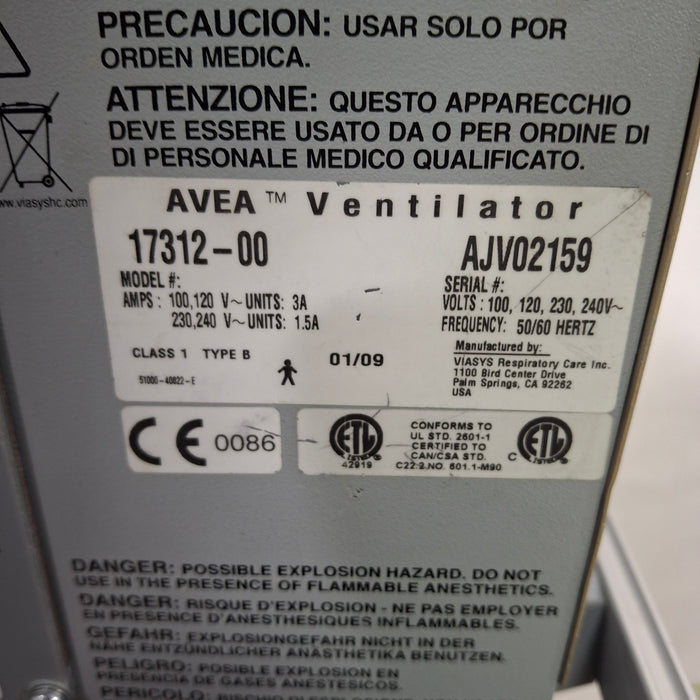 PRECAUCION: USAR SOLO POR
ORDEN MEDICA.
ATTENZIONE: QUESTO APPARECCHIO
DEVE ESSERE USATO DA O PER ORDINE DI
DI PERSONALE MEDICO QUALIFICATO.
www.viasyshc.com
AVEA™ Ventilator
17312-00
AJV02159
MODEL #:
SERIAL #:
AMPS: 100,120 V~UNITS: 3A
VOLTS: 100, 120, 230, 240V~
230,240 V~UNITS: 1.5A
FREQUENCY: 50/60 HERTZ
CLASS 1 TYPE B
01/09
Manufactured by:
VIASYS Respiratory Care Inc.
1100 Bird Center Drive
Palm Springs, CA 92262
USA
51000-40822-E
CE 0086
ETL
42919
CONFORMS TO
UL STD. 2601-1
CERTIFIED TO
CAN/CSA STD.
C22.2.NO. 601.1-M90
C ETL
DANGER: POSSIBLE EXPLOSION HAZARD. DO NOT
USE IN THE PRESENCE OF FLAMMABLE ANESTHETICS.
DANGER: RISQUE D'EXPLOSION - NE PAS EMPLOYER
EN PRESENCE D'ANESTHESIQUES INFLAMMABLES.
GEFAHR: EXPLOSIONGEFAHR NICHT IN DER
NÄHE ENTZÜNDLICHER ANÄSTHETIKA BENUTZEN.
PELIGRO: POSIBLE EXPLOSION EN
PRESENCIA DE GASES ANESTESICOS.
PERICOLO: